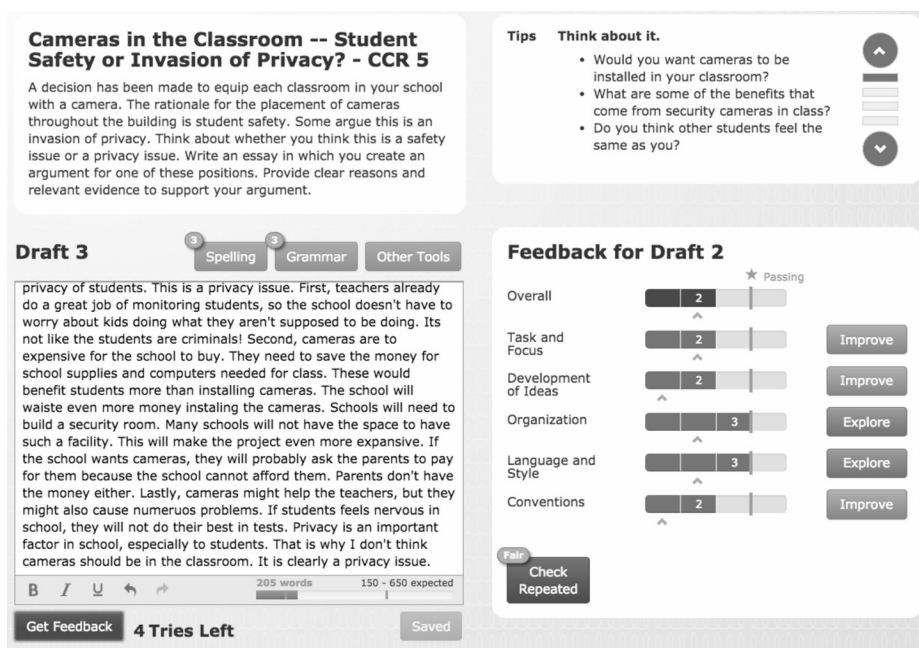 Cameras in the Classroom -- Student
Safety or Invasion of Privacy? - CCR 5
A decision has been made to equip each classroom in your school
with a camera. The rationale for the placement of cameras
throughout the building is student safety. Some argue this is an
invasion of privacy. Think about whether you think this is a safety
issue or a privacy issue. Write an essay in which you create an
argument for one of these positions. Provide clear reasons and
relevant evidence to support your argument.
Tips
Think about it.
• Would you want cameras to be
installed in your classroom?
• What are some of the benefits that
come from security cameras in class?
• Do you think other students feel the
same as you?
Draft 3
3
Spelling
3
Grammar
Other Tools
privacy of students. This is a privacy issue. First, teachers already
do a great job of monitoring students, so the school doesn't have to
worry about kids doing what they aren't supposed to be doing. Its
not like the students are criminals! Second, cameras are to
expensive for the school to buy. They need to save the money for
school supplies and computers needed for class. These would
benefit students more than installing cameras. The school will
waiste even more money instaling the cameras. Schools will need to
build a security room. Many schools will not have the space to have
such a facility. This will make the project even more expansive. If
the school wants cameras, they will probably ask the parents to pay
for them because the school cannot afford them. Parents don't have
the money either. Lastly, cameras might help the teachers, but they
might also cause numeruos problems. If students feels nervous in
school, they will not do their best in tests. Privacy is an important
factor in school, especially to students. That is why I don't think
cameras should be in the classroom. It is clearly a privacy issue.
B I U
205 words
150 - 650 expected
Get Feedback
4 Tries Left
Saved
Feedback for Draft 2
Passing
Overall
2
Task and
Focus
2
Improve
Development
of Ideas
2
Improve
Organization
3
Explore
Language and
Style
3
Explore
Conventions
2
Improve
Fair
Check
Repeated